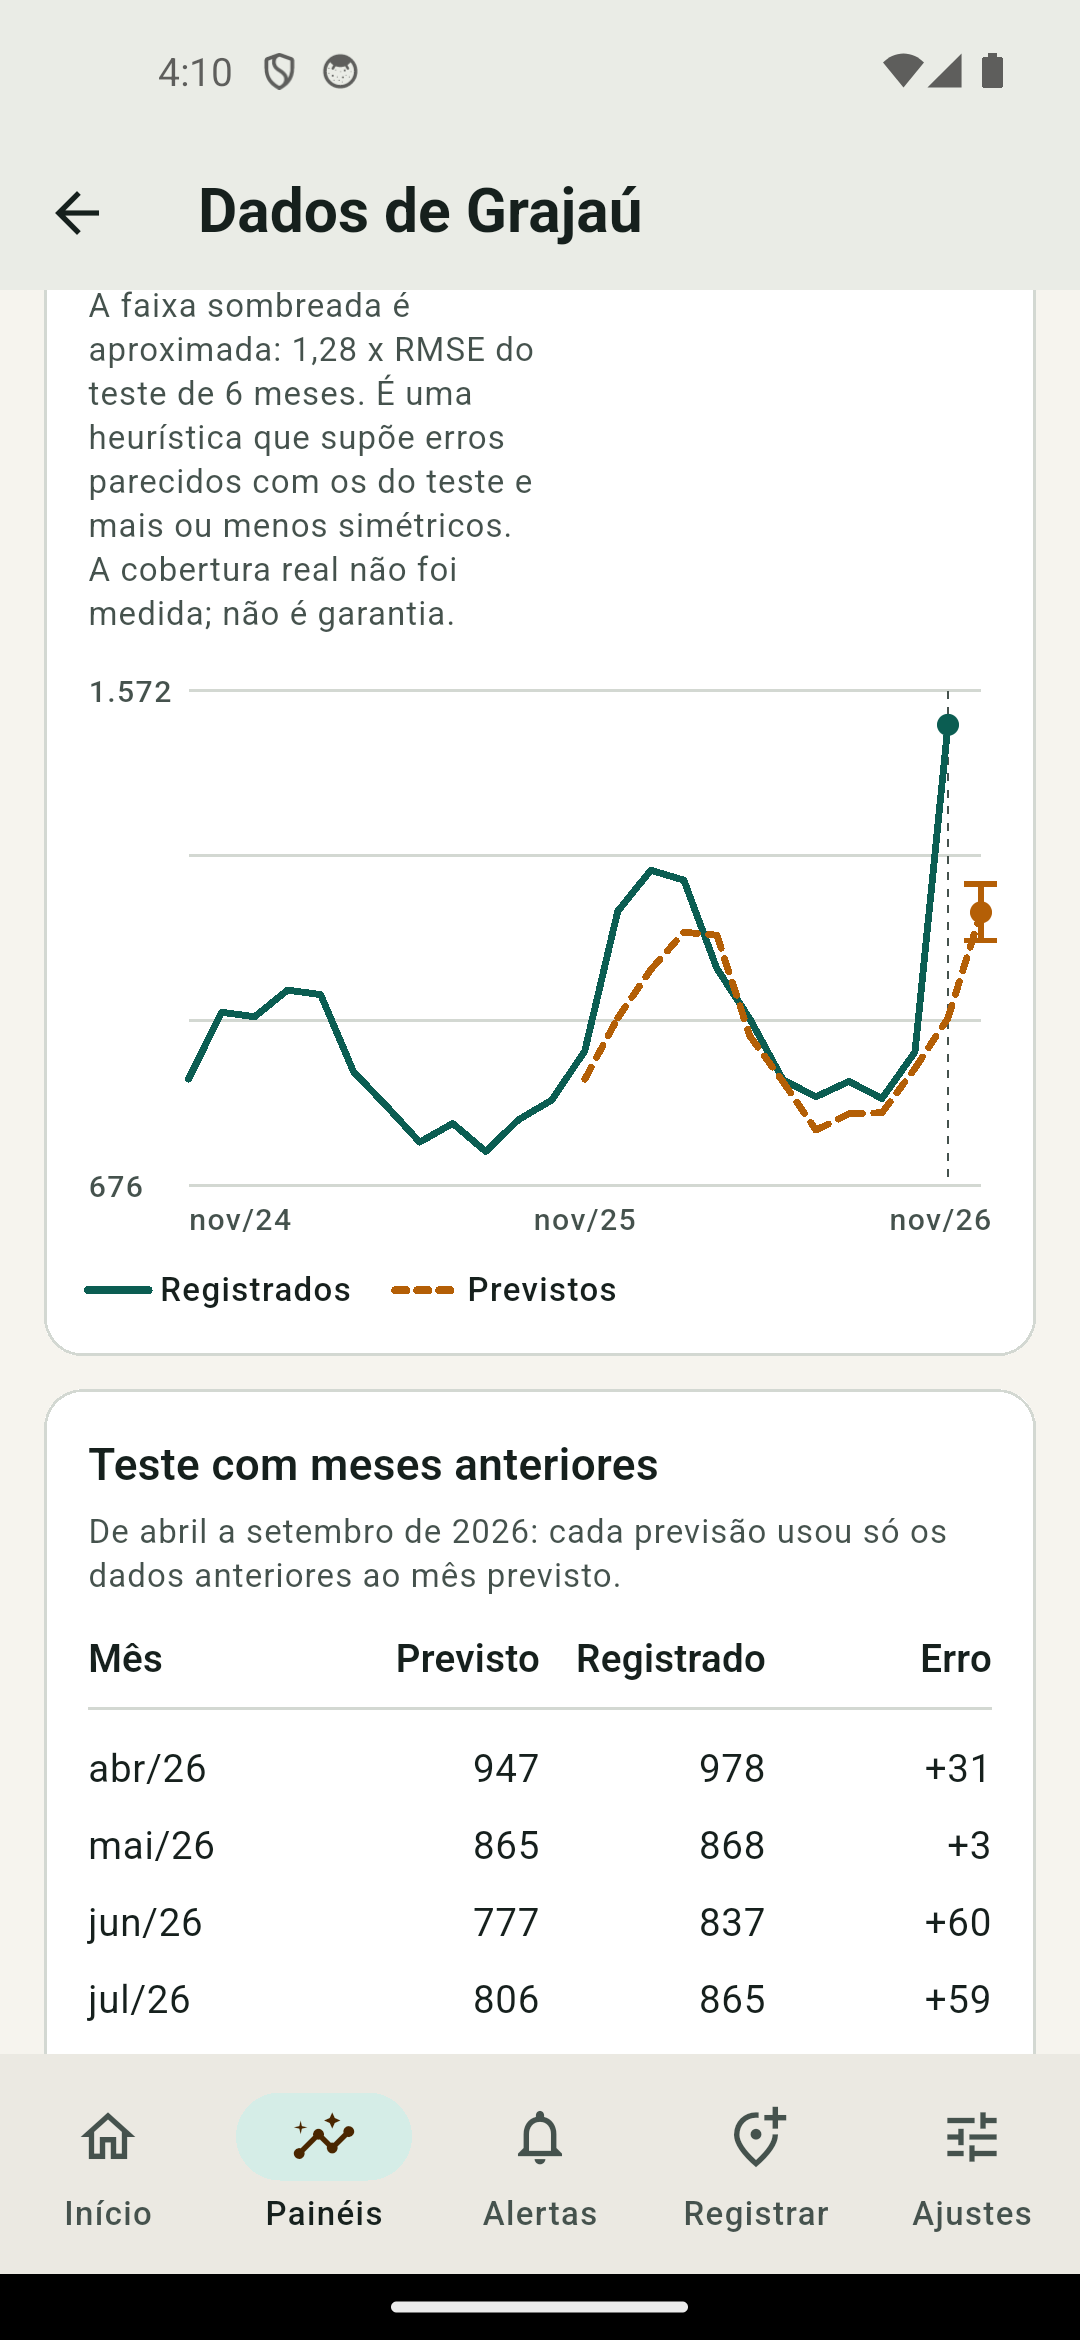 4:10
Dados de Grajaú
A faixa sombreada é
aproximada: 1,28 x RMSE do
teste de 6 meses. É uma
heurística que supõe erros
parecidos com os do teste e
mais ou menos simétricos.
A cobertura real não foi
medida; não é garantia.
1.572
676
nov/24 nov/25 nov/26
Registrados Previstos
Teste com meses anteriores
De abril a setembro de 2026: cada previsão usou só os
dados anteriores ao mês previsto.
Mês Previsto Registrado Erro
abr/26 947 978 +31
mai/26 865 868 +3
jun/26 777 837 +60
jul/26 806 865 +59
Início Painéis Alertas Registrar Ajustes